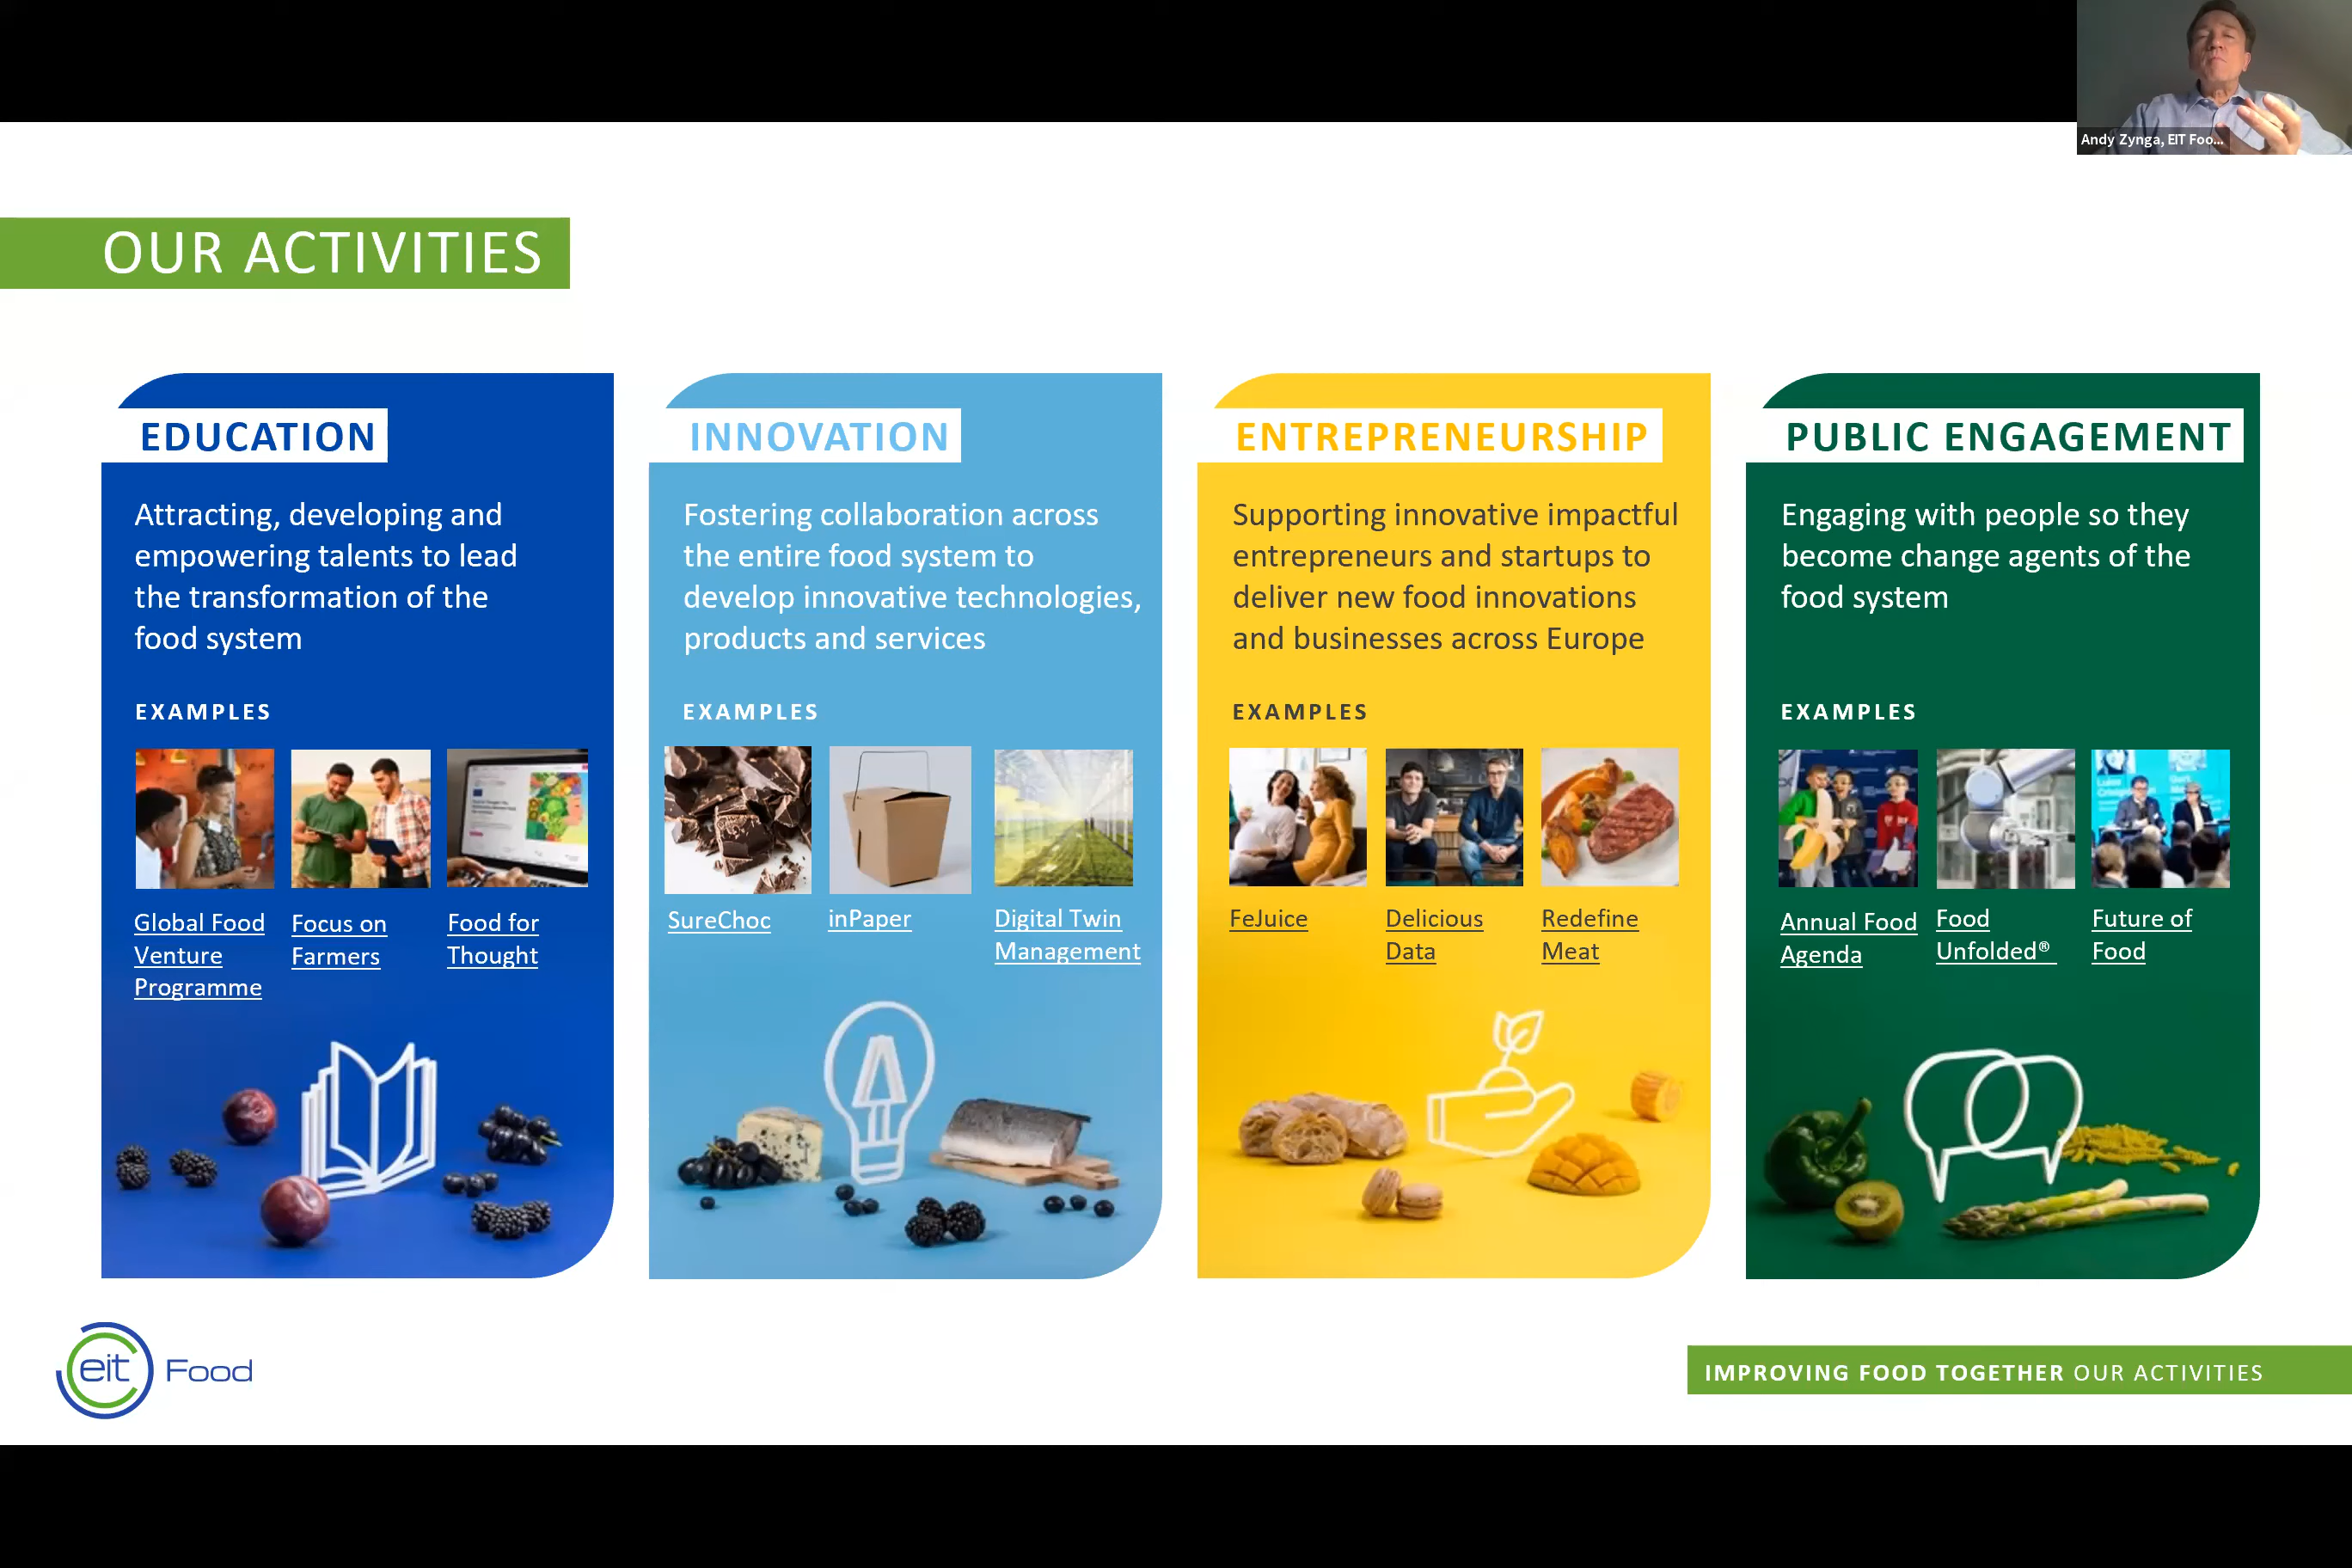 Andy Zynga, EIT Foo...
OUR ACTIVITIES
EDUCATION
Attracting, developing and
empowering talents to lead
the transformation of the
food system
EXAMPLES
Global Food
Venture
Programme
Focus on
Farmers
Food for
Thought
INNOVATION
Fostering collaboration across
the entire food system to
develop innovative technologies,
products and services
EXAMPLES
SureChoc
inPaper
Digital Twin
Management
ENTREPRENEURSHIP
Supporting innovative impactful
entrepreneurs and startups to
deliver new food innovations
and businesses across Europe
EXAMPLES
FeJuice
Delicious
Data
Redefine
Meat
PUBLIC ENGAGEMENT
Engaging with people so they
become change agents of the
food system
EXAMPLES
Annual Food
Agenda
Food
Unfolded®
Future of
Food
eit Food
IMPROVING FOOD TOGETHER OUR ACTIVITIES